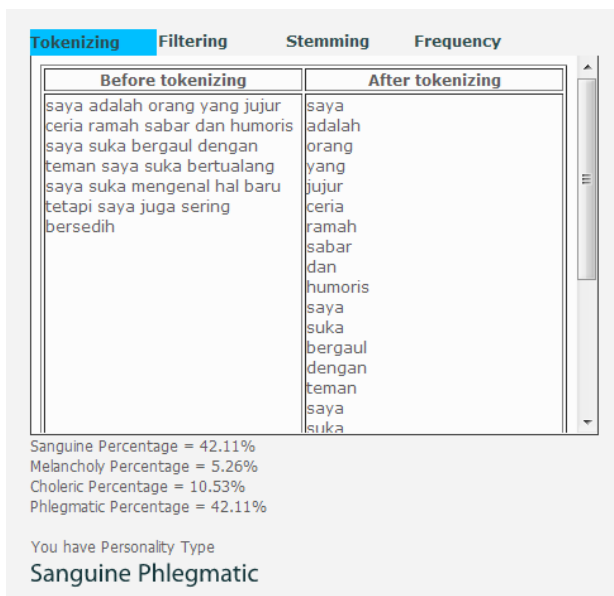 Tokenizing Filtering Stemming Frequency
Before tokenizing After tokenizing
saya adalah orang yang jujur
ceria ramah sabar dan humoris
saya suka bergaul dengan
teman saya suka bertualang
saya suka mengenal hal baru
tetapi saya juga sering
bersedih
saya
adalah
orang
yang
jujur
ceria
ramah
sabar
dan
humoris
saya
suka
bergaul
dengan
teman
saya
suka
Sanguine Percentage = 42.11%
Melancholy Percentage = 5.26%
Choleric Percentage = 10.53%
Phlegmatic Percentage = 42.11%
You have Personality Type
Sanguine Phlegmatic